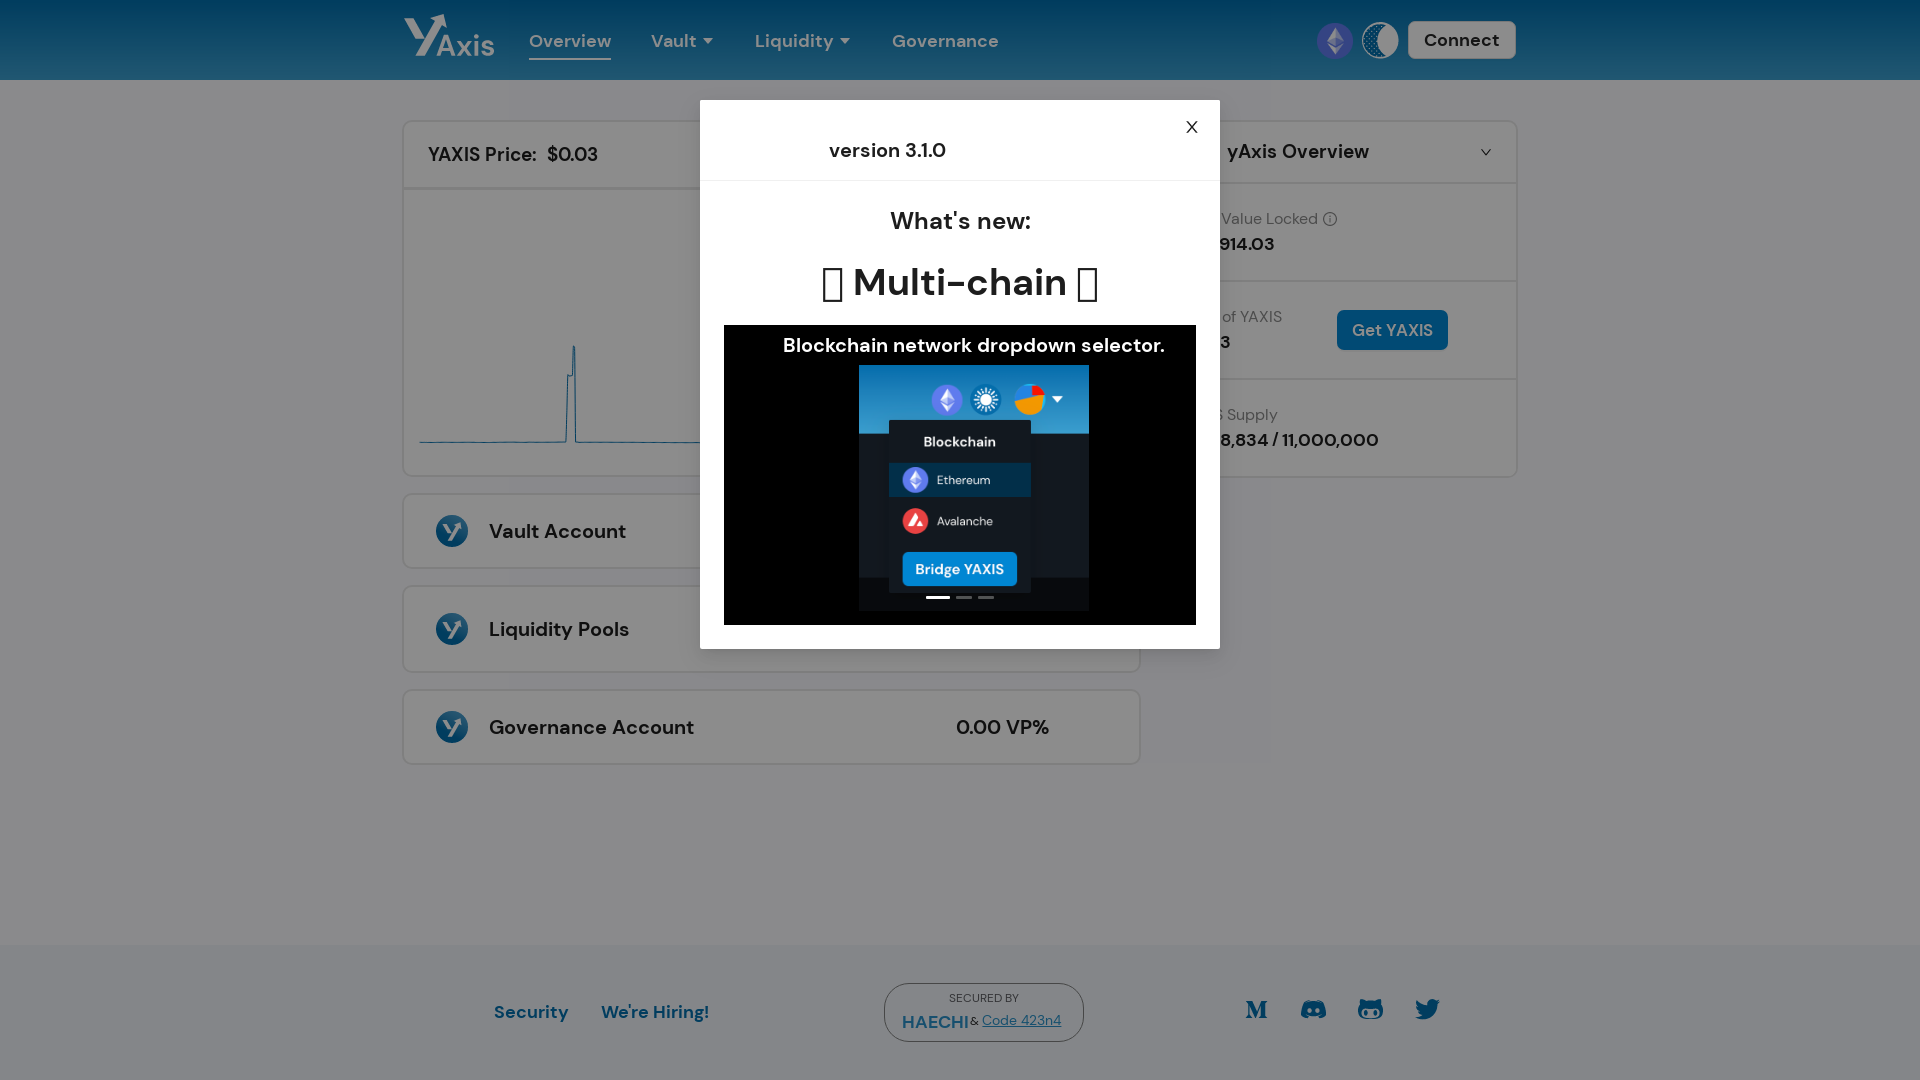 YAxis
Overview
Vault
Liquidity
Governance
Connect
YAXIS Price: $0.03
version 3.1.0
What's new:
Multi-chain
Blockchain network dropdown selector.
Blockchain
Ethereum
Avalanche
Bridge YAXIS
yAxis Overview
Value Locked
914.03
of YAXIS
3
Get YAXIS
Supply
8,834 / 11,000,000
Vault Account
Liquidity Pools
Governance Account
0.00 VP%
Security
We're Hiring!
SECURED BY
HAECHI & Code 423n4